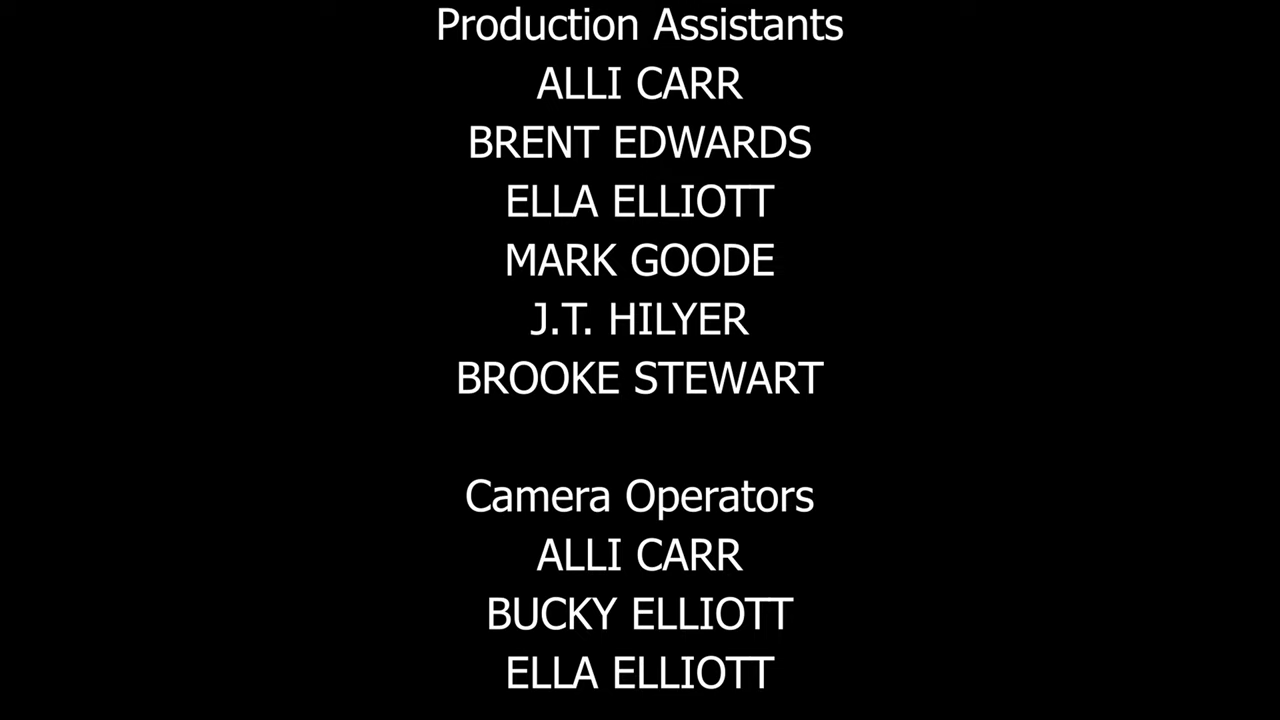 Production Assistants
ALLI CARR
BRENT EDWARDS
ELLA ELLIOTT
MARK GOODE
J.T. HILYER
BROOKE STEWART
Camera Operators
ALLI CARR
BUCKY ELLIOTT
ELLA ELLIOTT